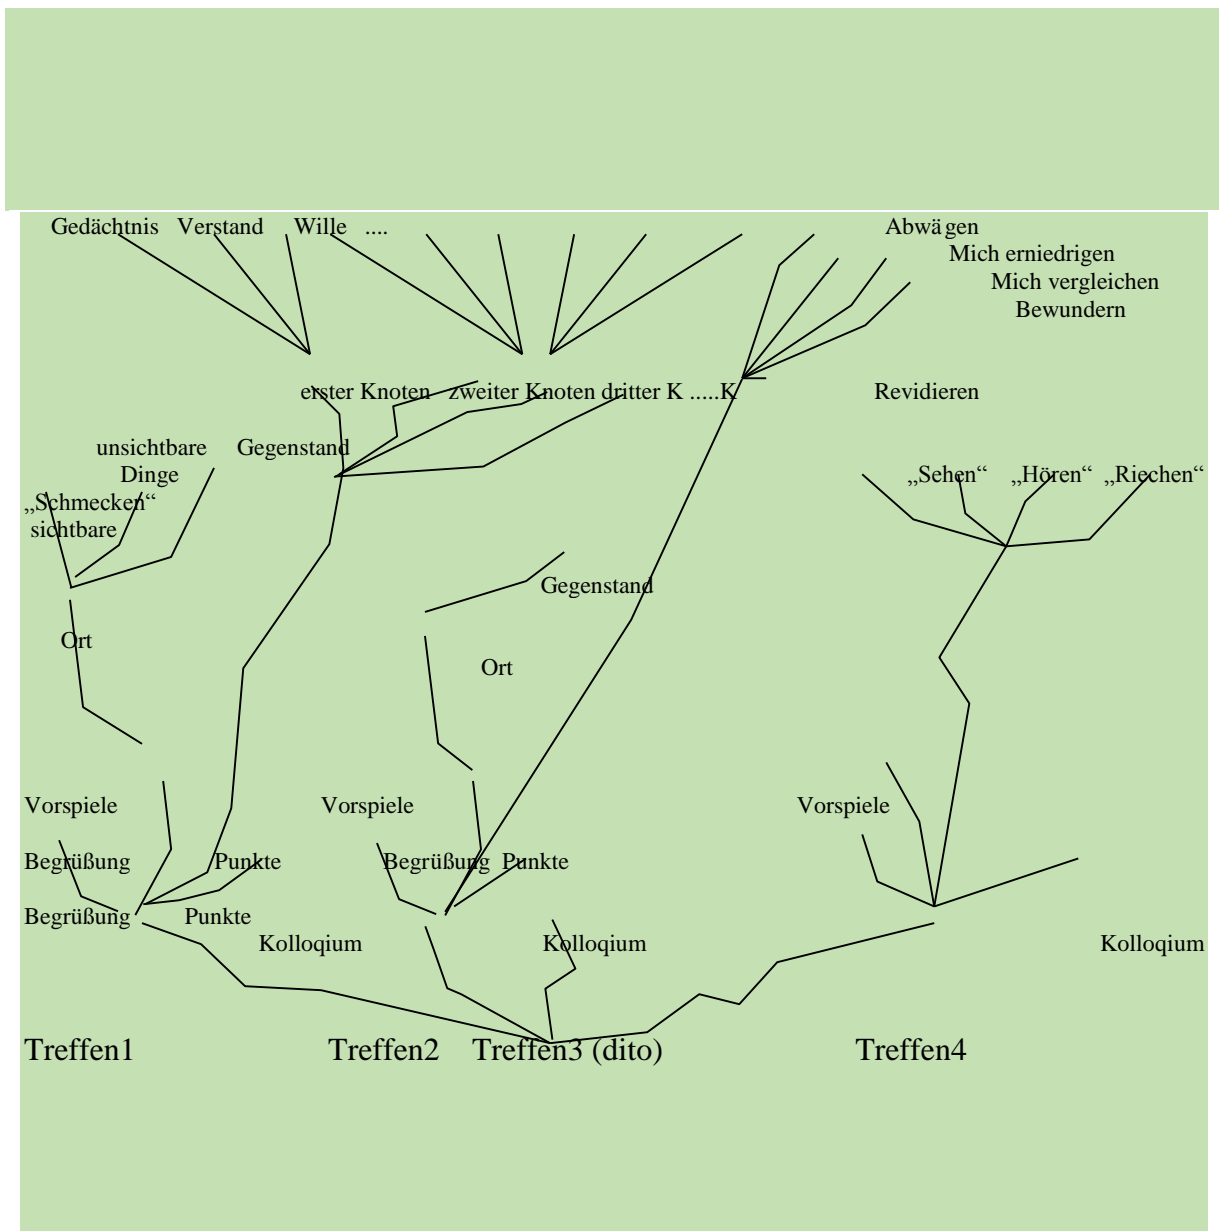 Gedächtnis Verstand Wille ....
Abwägen
Mich erniedrigen
Mich vergleichen
Bewundern
erster Knoten zweiter Knoten dritter K .....K
Revidieren
unsichtbare Gegenstand
Dinge
„Sehen“ „Hören“ „Riechen“
„Schmecken“
sichtbare
Gegenstand
Ort
Ort
Vorspiele Vorspiele Vorspiele
Begrüßung Punkte Begrüßung Punkte
Begrüßung Punkte
Kolloqium Kolloqium Kolloqium
Treffen1 Treffen2 Treffen3 (dito) Treffen4